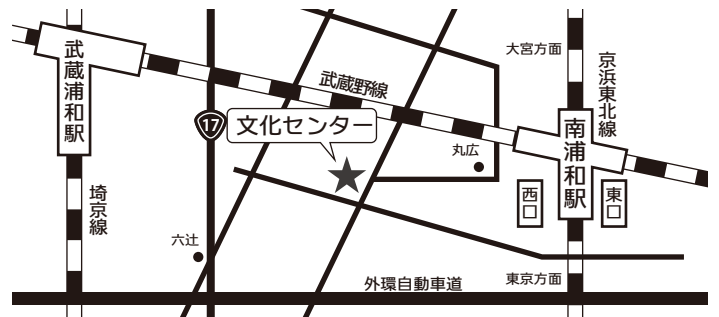 大宮方面
京浜東北線
武蔵浦和駅
武蔵野線
17
文化センター
丸広
南浦和駅
西口
東口
埼京線
六辻
外環自動車道
東京方面